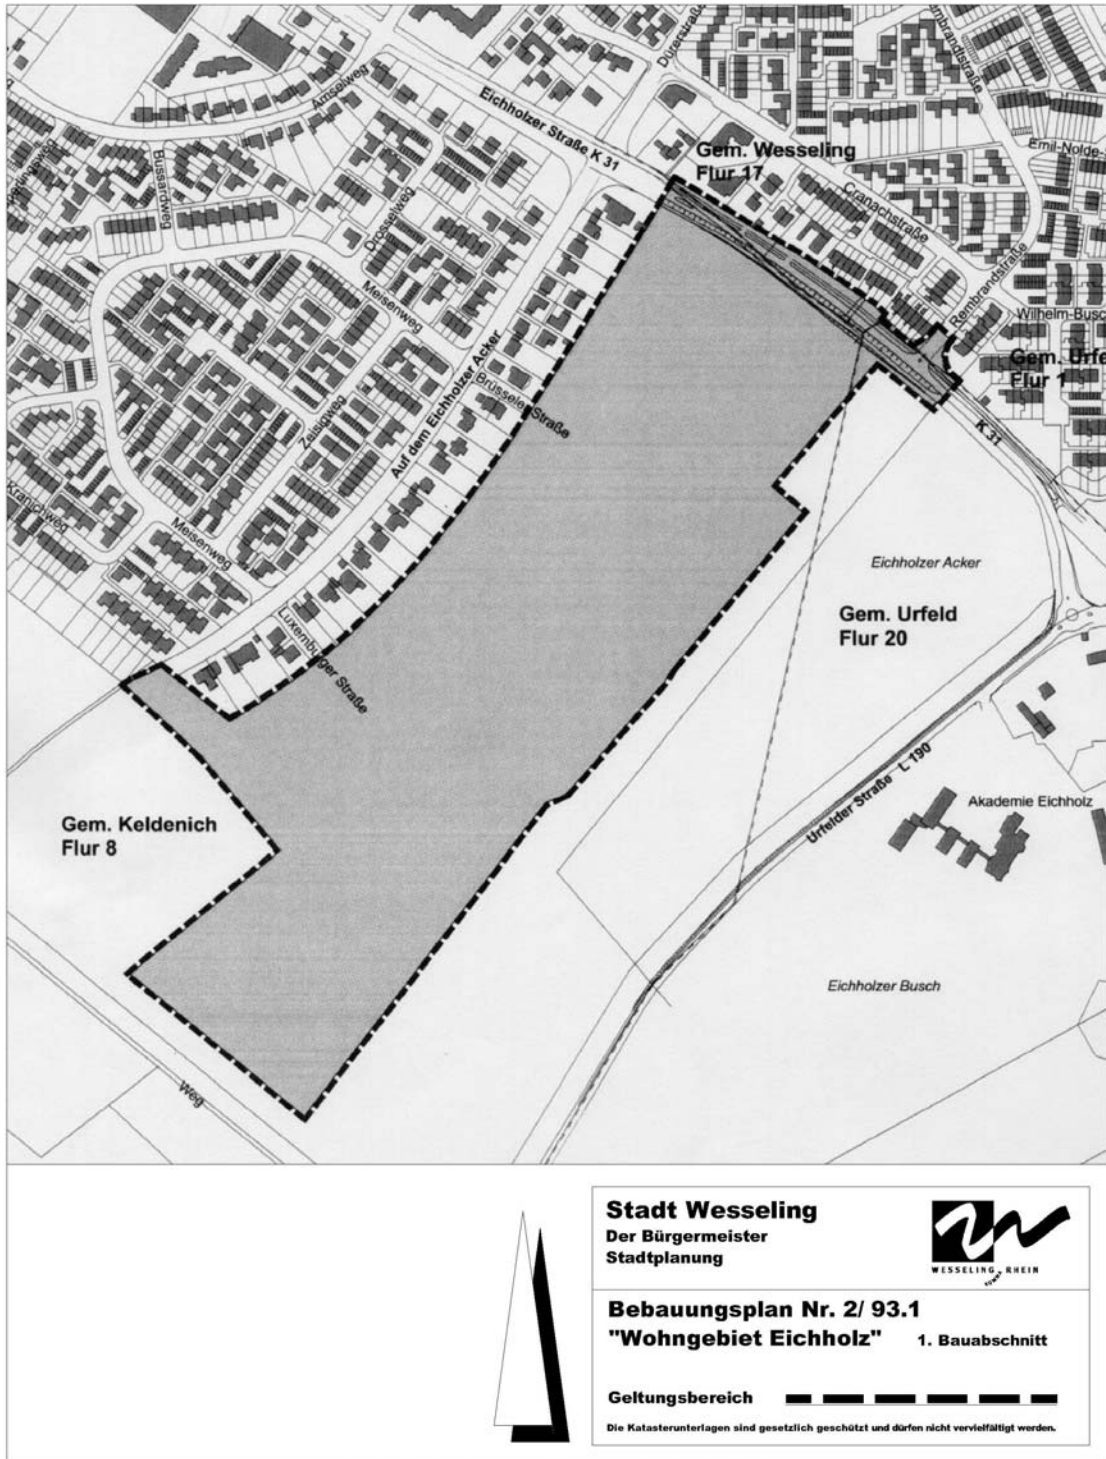 Dürerstraße
Rembrandstraße
Amselweg
Eichholzer Straße K 31
Emil-Nolde-S
Gem. Wesseling
Flur 17
Bussardweg
Cranachstraße
Drosselweg
Rembrandstraße
Meisenweg
Wilhelm-Busc
Gem. Urfe
Flur 1
Brüsseler Straße
Auf dem Eichholzer Acker
Zeisigweg
K 31
Kranichweg
Meisenweg
Eichholzer Acker
Gem. Urfeld
Flur 20
Luxemburger Straße
Urfelder Straße L 190
Akademie Eichholz
Gem. Keldenich
Flur 8
Eichholzer Busch
Weg
Stadt Wesseling
Der Bürgermeister
Stadtplanung
WESSELING RHEIN
Bebauungsplan Nr. 2/ 93.1
"Wohngebiet Eichholz" 1. Bauabschnitt
Geltungsbereich
Die Katasterunterlagen sind gesetzlich geschützt und dürfen nicht vervielfältigt werden.